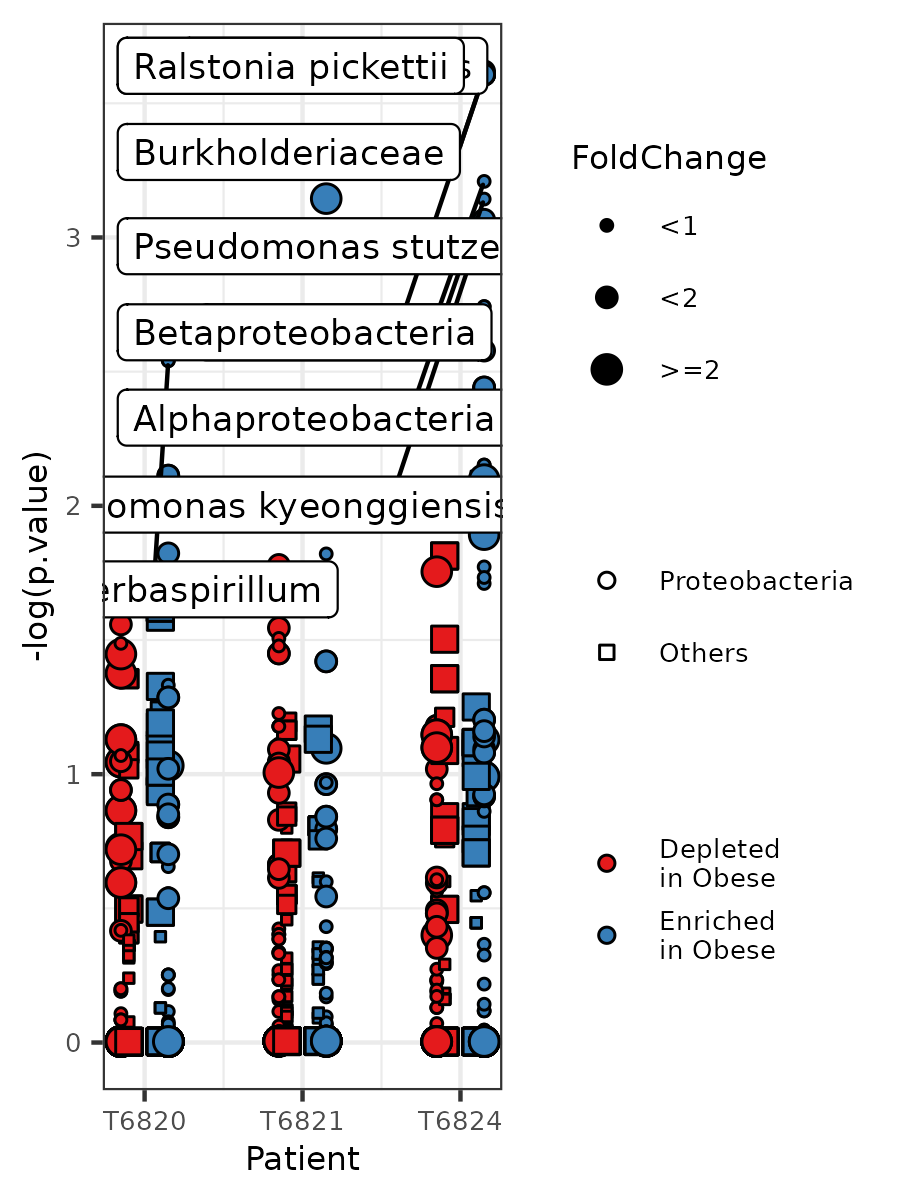 Ralstonia pickettii
s
Burkholderiaceae
Pseudomonas stutze
Betaproteobacteria
Alphaproteobacteria
omonas kyeonggiensis
erbaspirillum
3
2
1
0
-log(p.value)
T6820
T6821
T6824
Patient
FoldChange
<1
<2
>=2
Proteobacteria
Others
Depleted
in Obese
Enriched
in Obese